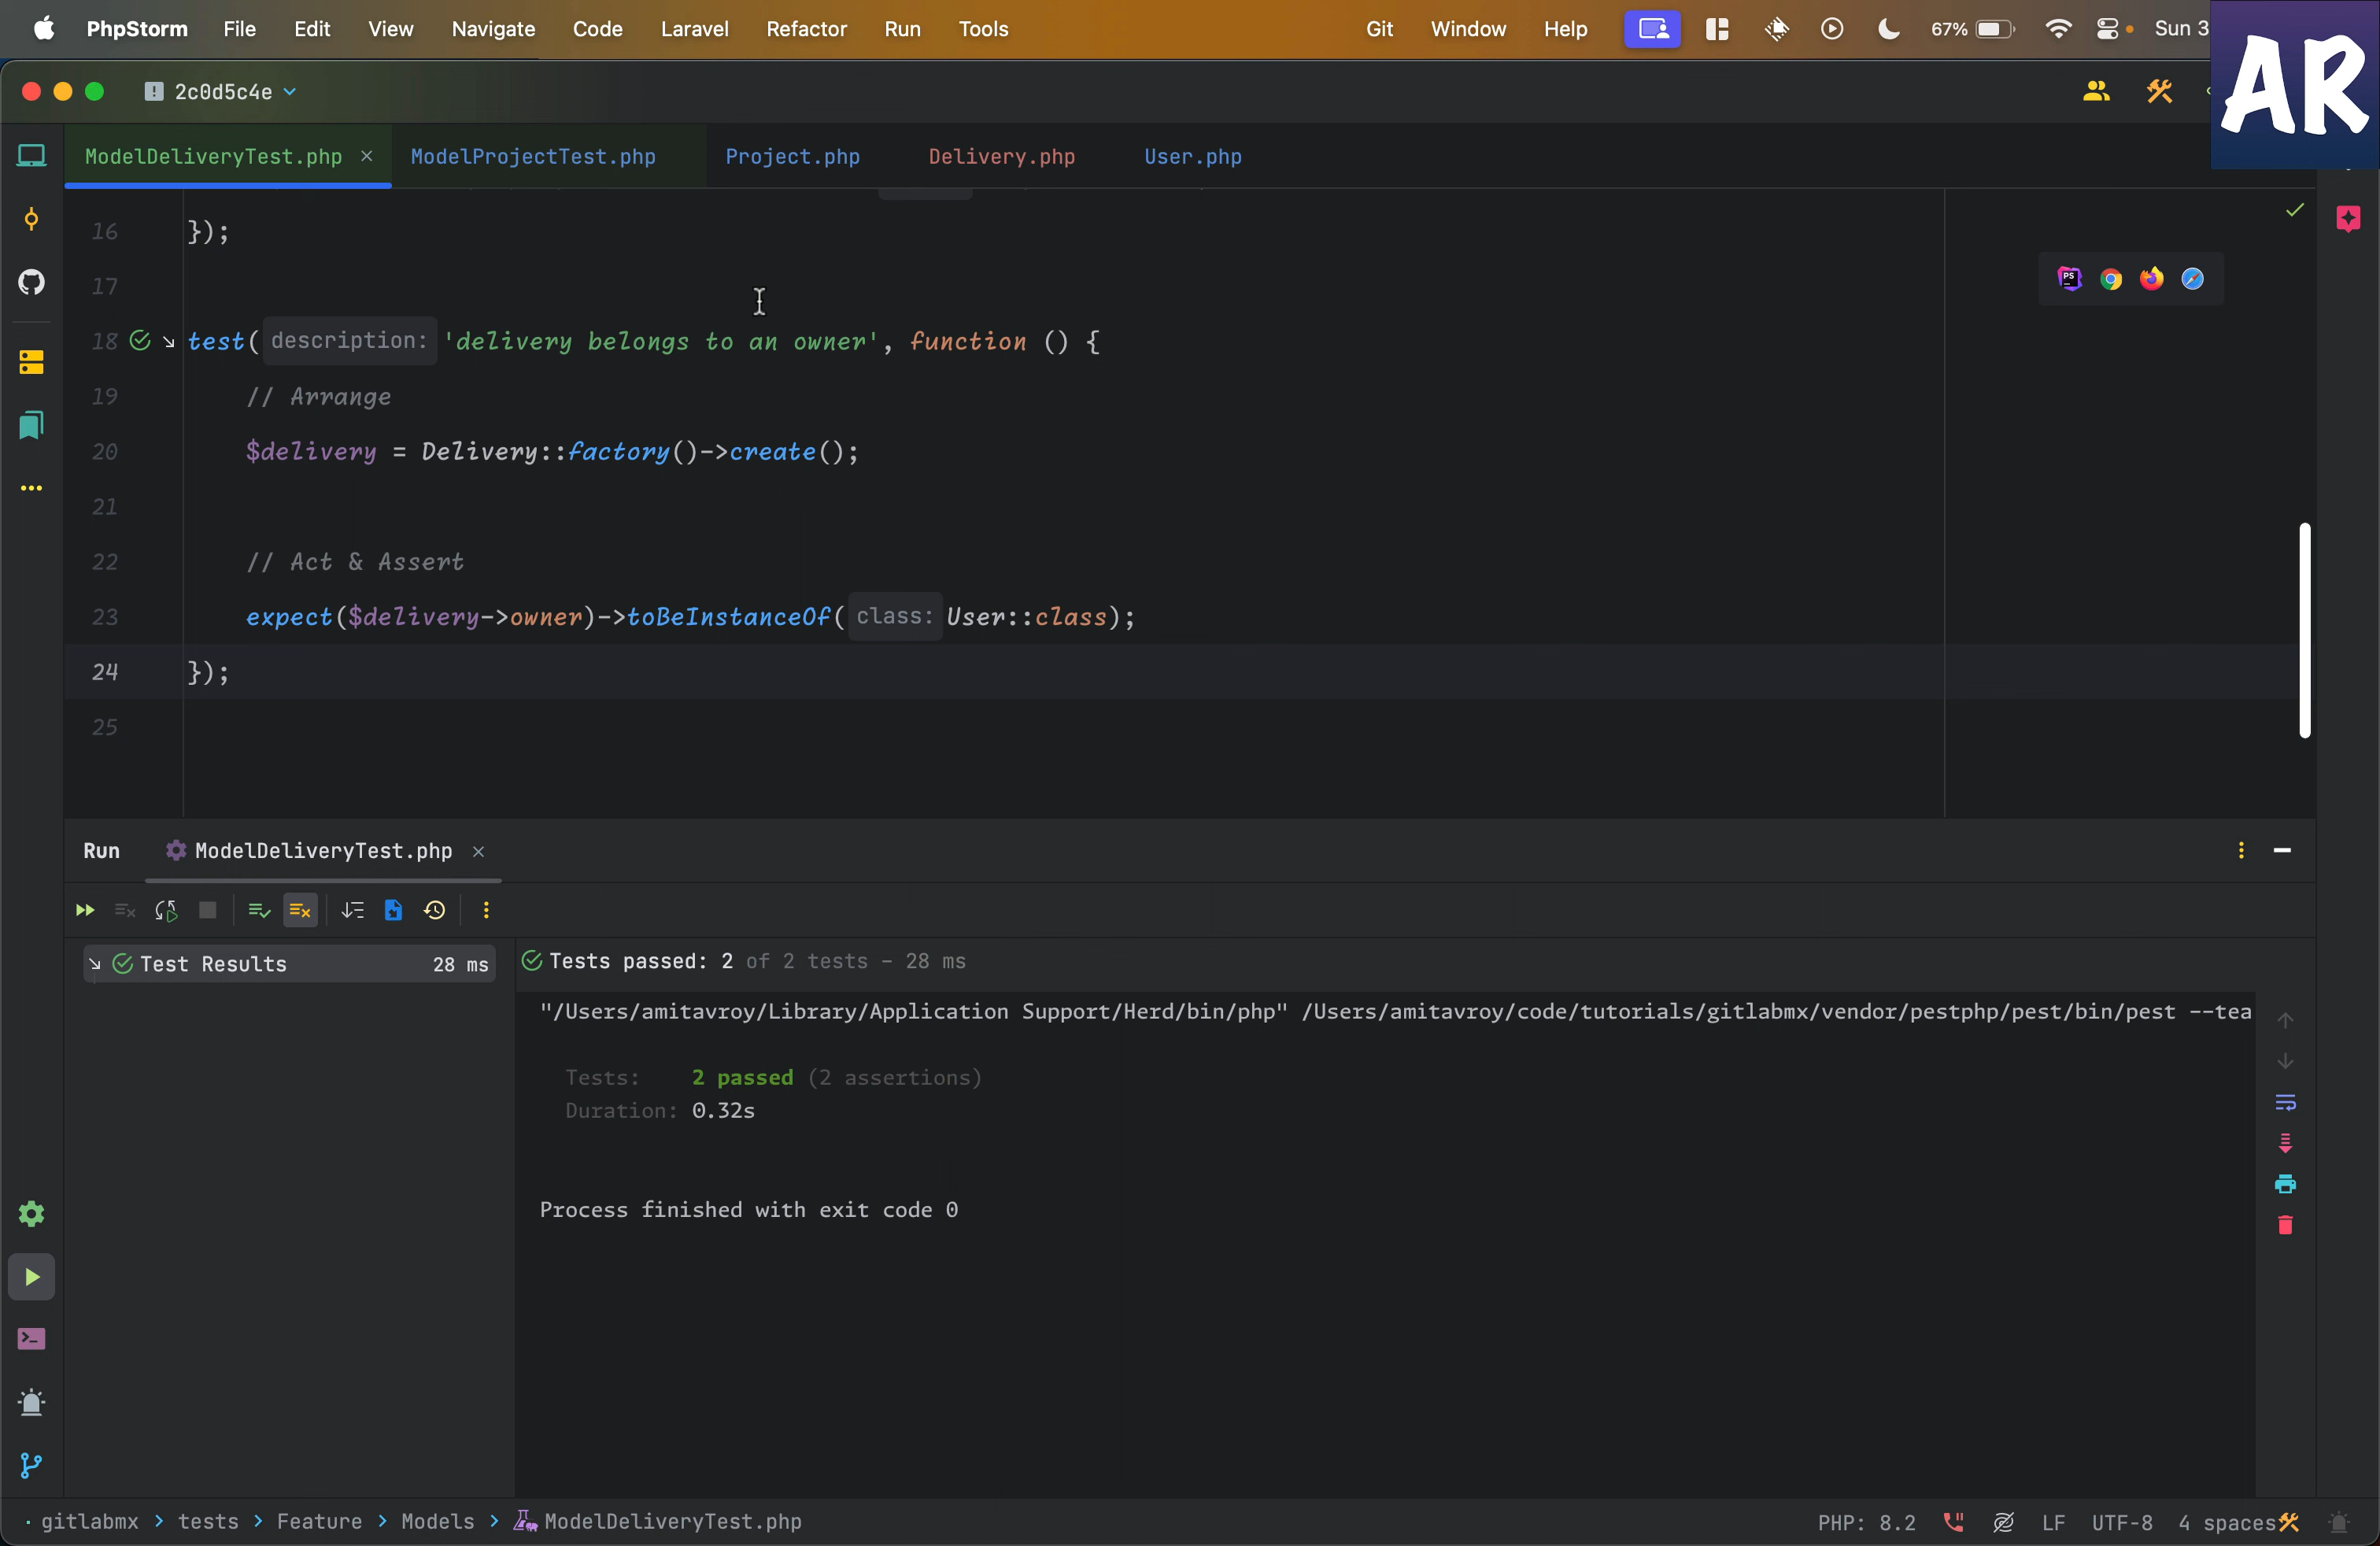 PhpStorm File Edit View Navigate Code Laravel Refactor Run Tools Git Window Help 67% Sun 3
AR
2c0d5c4e
ModelDeliveryTest.php ModelProjectTest.php Project.php Delivery.php User.php
16 });
17
18 test( description: 'delivery belongs to an owner', function () {
19 // Arrange
20 $delivery = Delivery::factory()->create();
21
22 // Act & Assert
23 expect($delivery->owner)->toBeInstanceOf( class: User::class);
24 });
25
PS
Run ModelDeliveryTest.php
Test Results 28 ms
Tests passed: 2 of 2 tests – 28 ms
"/Users/amitavroy/Library/Application Support/Herd/bin/php" /Users/amitavroy/code/tutorials/gitlabmx/vendor/pestphp/pest/bin/pest --tea
Tests: 2 passed (2 assertions)
Duration: 0.32s
Process finished with exit code 0
gitlabmx > tests > Feature > Models > ModelDeliveryTest.php
PHP: 8.2 LF UTF-8 4 spaces